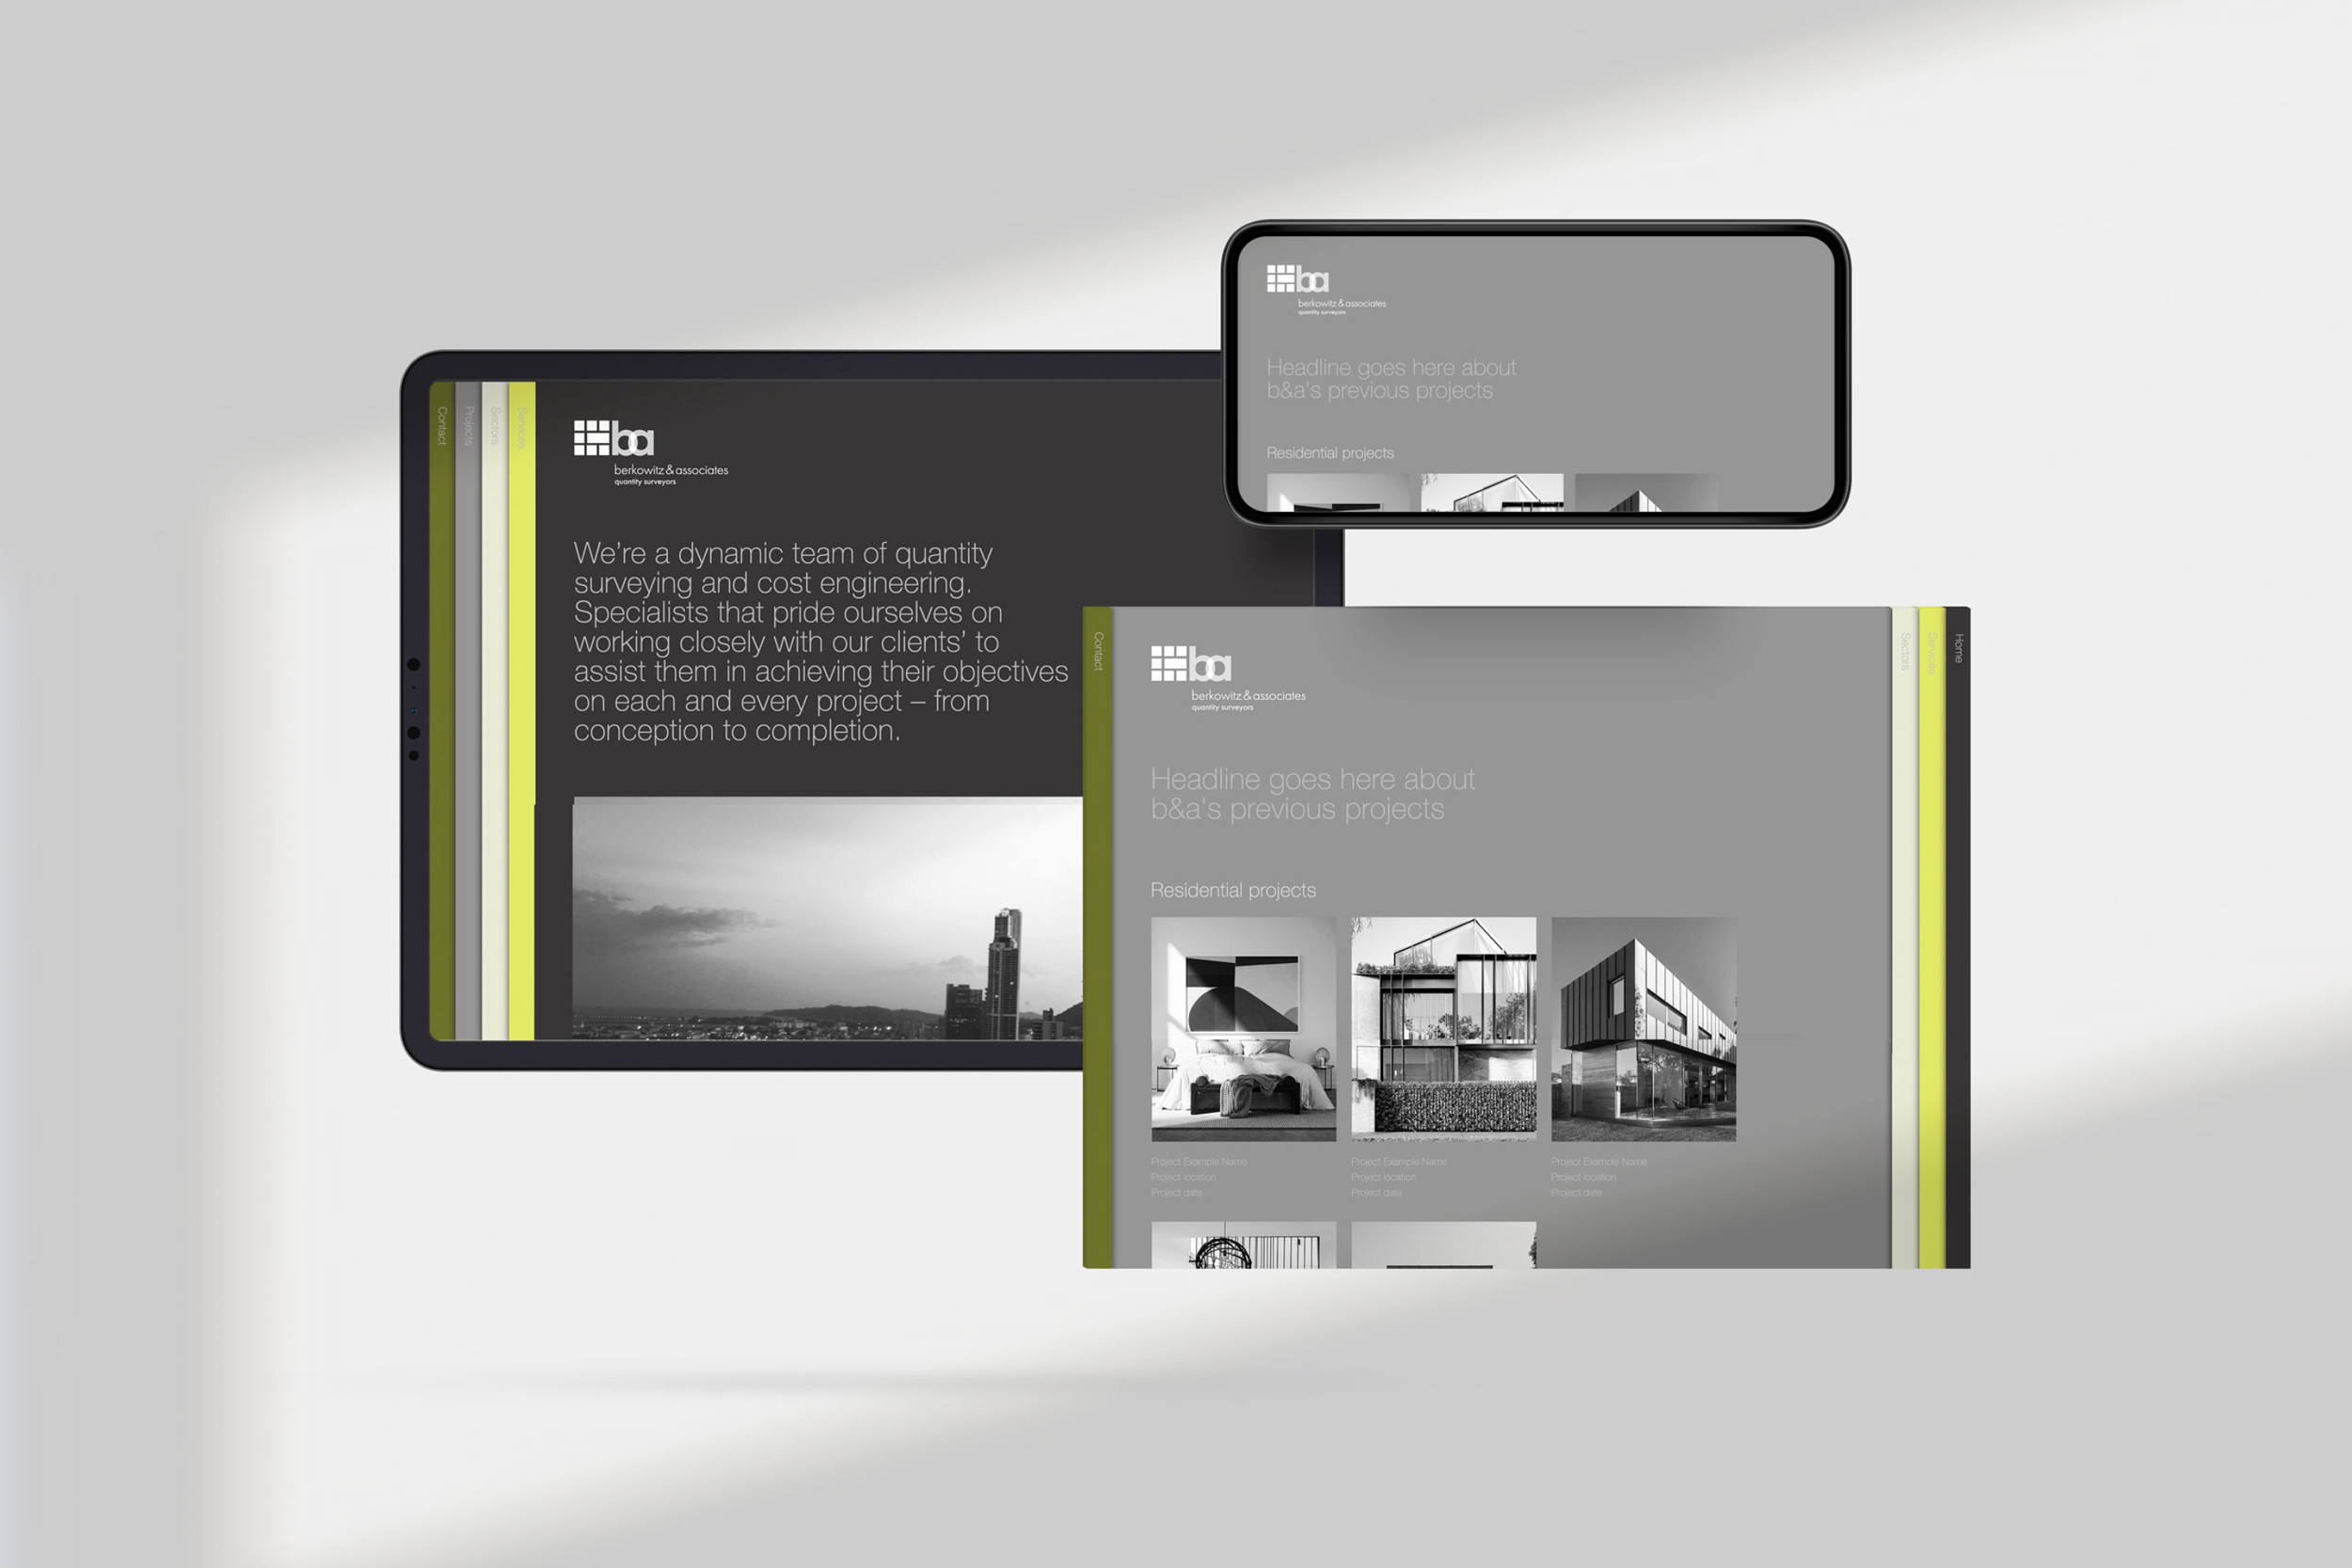 Contact
Projects
Sectors
Services
ba
berkowitz & associates
quantity surveyors
We're a dynamic team of quantity
surveying and cost engineering.
Specialists that pride ourselves on
working closely with our clients' to
assist them in achieving their objectives
on each and every project – from
conception to completion.
ba
berkowitz & associates
quantity surveyors
Headline goes here about
b&a's previous projects
Residential projects
Contact
ba
berkowitz & associates
quantity surveyors
Headline goes here about
b&a's previous projects
Residential projects
Project Example Name
Project location
Project date
Project Example Name
Project location
Project date
Project Example Name
Project location
Project date
Sectors
Services
Home